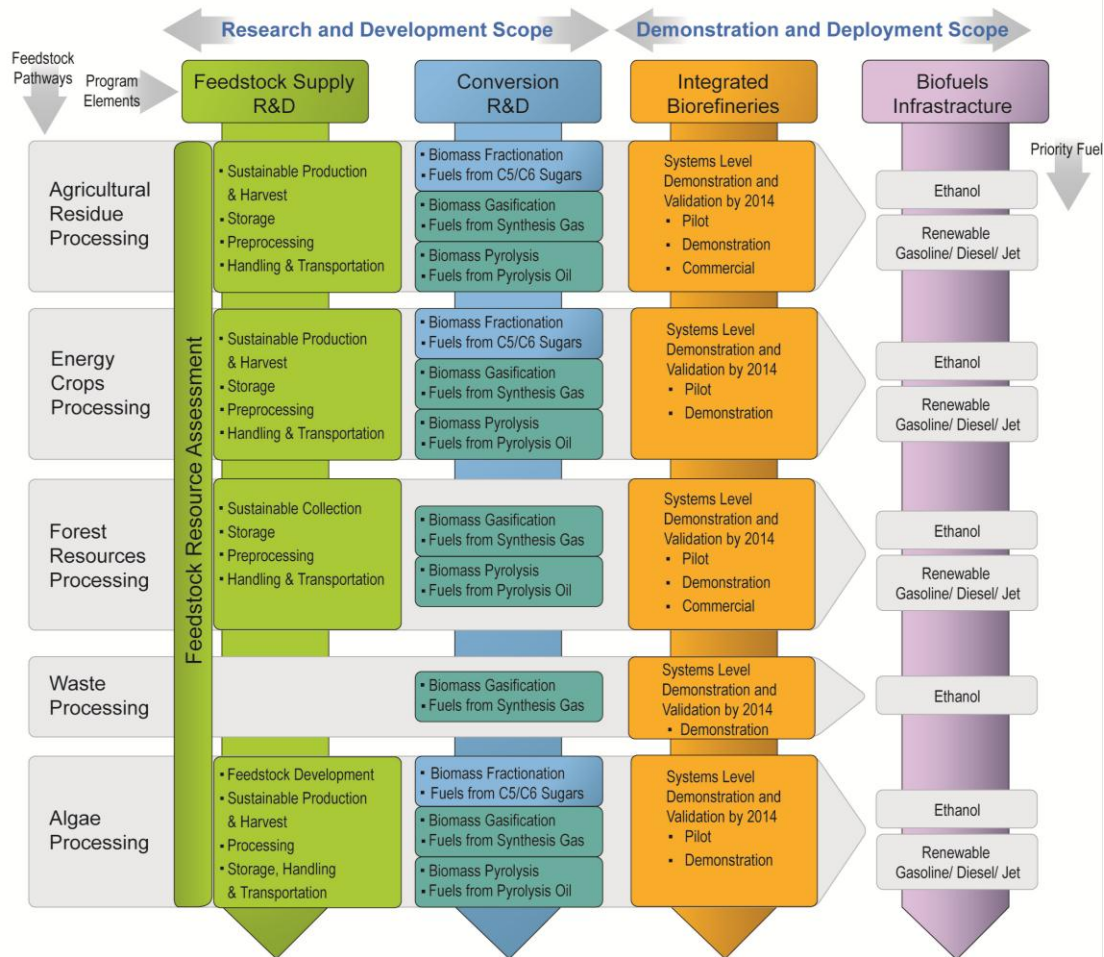 Research and Development Scope
Demonstration and Deployment Scope
Feedstock
Pathways
Program
Elements
Feedstock Supply
R&D
Conversion
R&D
Integrated
Biorefineries
Biofuels
Infrastracture
Priority Fuel
Feedstock Resource Assessment
Agricultural
Residue
Processing
▪ Sustainable Production
& Harvest
▪ Storage
▪ Preprocessing
▪ Handling & Transportation
▪ Biomass Fractionation
▪ Fuels from C5/C6 Sugars
▪ Biomass Gasification
▪ Fuels from Synthesis Gas
▪ Biomass Pyrolysis
▪ Fuels from Pyrolysis Oil
Systems Level
Demonstration and
Validation by 2014
▪ Pilot
▪ Demonstration
▪ Commercial
Ethanol
Renewable
Gasoline/ Diesel/ Jet
Energy
Crops
Processing
▪ Sustainable Production
& Harvest
▪ Storage
▪ Preprocessing
▪ Handling & Transportation
▪ Biomass Fractionation
▪ Fuels from C5/C6 Sugars
▪ Biomass Gasification
▪ Fuels from Synthesis Gas
▪ Biomass Pyrolysis
▪ Fuels from Pyrolysis Oil
Systems Level
Demonstration and
Validation by 2014
▪ Pilot
▪ Demonstration
Ethanol
Renewable
Gasoline/ Diesel/ Jet
Forest
Resources
Processing
▪ Sustainable Collection
▪ Storage
▪ Preprocessing
▪ Handling & Transportation
▪ Biomass Gasification
▪ Fuels from Synthesis Gas
▪ Biomass Pyrolysis
▪ Fuels from Pyrolysis Oil
Systems Level
Demonstration and
Validation by 2014
▪ Pilot
▪ Demonstration
▪ Commercial
Ethanol
Renewable
Gasoline/ Diesel/ Jet
Waste
Processing
▪ Biomass Gasification
▪ Fuels from Synthesis Gas
Systems Level
Demonstration and
Validation by 2014
▪ Demonstration
Ethanol
Algae
Processing
▪ Feedstock Development
▪ Sustainable Production
& Harvest
▪ Processing
▪ Storage, Handling
& Transportation
▪ Biomass Fractionation
▪ Fuels from C5/C6 Sugars
▪ Biomass Gasification
▪ Fuels from Synthesis Gas
▪ Biomass Pyrolysis
▪ Fuels from Pyrolysis Oil
Systems Level
Demonstration and
Validation by 2014
▪ Pilot
▪ Demonstration
Ethanol
Renewable
Gasoline/ Diesel/ Jet